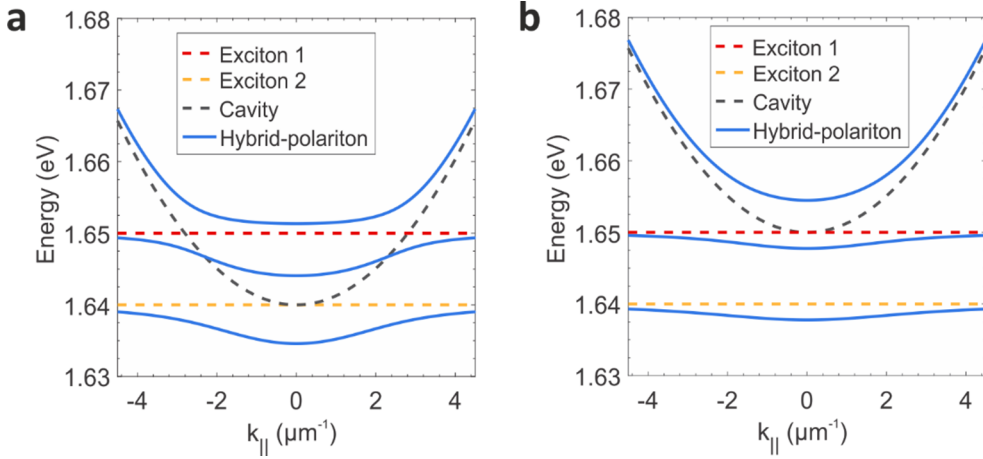 a
1.68
1.67
1.66
1.65
1.64
1.63
Energy (eV)
Exciton 1
Exciton 2
Cavity
Hybrid-polariton
-4 -2 0 2 4
k|| (µm-1)
b
1.68
1.67
1.66
1.65
1.64
1.63
Energy (eV)
Exciton 1
Exciton 2
Cavity
Hybrid-polariton
-4 -2 0 2 4
k|| (µm-1)